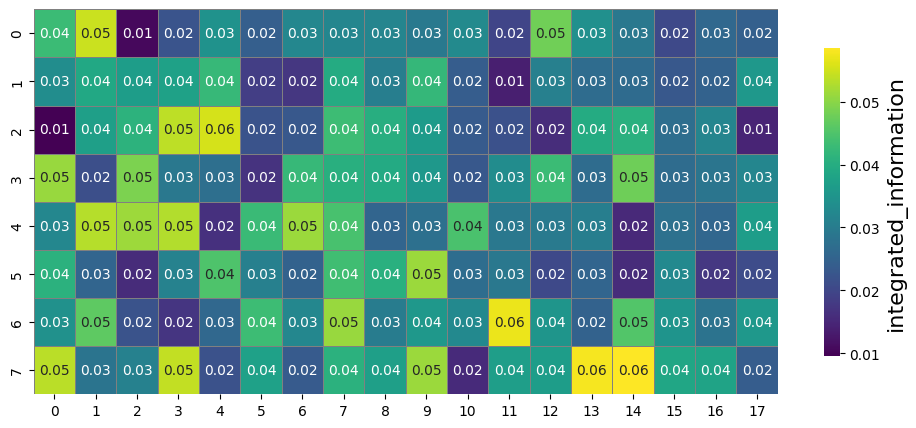 0 0.04 0.05 0.01 0.02 0.03 0.02 0.03 0.03 0.03 0.03 0.03 0.02 0.05 0.03 0.03 0.02 0.03 0.02
1 0.03 0.04 0.04 0.04 0.04 0.02 0.02 0.04 0.03 0.04 0.02 0.01 0.03 0.03 0.03 0.02 0.02 0.04
2 0.01 0.04 0.04 0.05 0.06 0.02 0.02 0.04 0.04 0.04 0.02 0.02 0.02 0.04 0.04 0.03 0.03 0.01
3 0.05 0.02 0.05 0.03 0.03 0.02 0.04 0.04 0.04 0.04 0.02 0.03 0.04 0.03 0.05 0.03 0.03 0.03
4 0.03 0.05 0.05 0.05 0.02 0.04 0.05 0.04 0.03 0.03 0.04 0.03 0.03 0.03 0.02 0.03 0.03 0.04
5 0.04 0.03 0.02 0.03 0.04 0.03 0.02 0.04 0.04 0.05 0.03 0.03 0.02 0.03 0.02 0.03 0.02 0.02
6 0.03 0.05 0.02 0.02 0.03 0.04 0.03 0.05 0.03 0.04 0.03 0.06 0.04 0.02 0.05 0.03 0.03 0.04
7 0.05 0.03 0.03 0.05 0.02 0.04 0.02 0.04 0.04 0.05 0.02 0.04 0.04 0.06 0.06 0.04 0.04 0.02
0 1 2 3 4 5 6 7 8 9 10 11 12 13 14 15 16 17
0.05
0.04
0.03
0.02
0.01
integrated_information